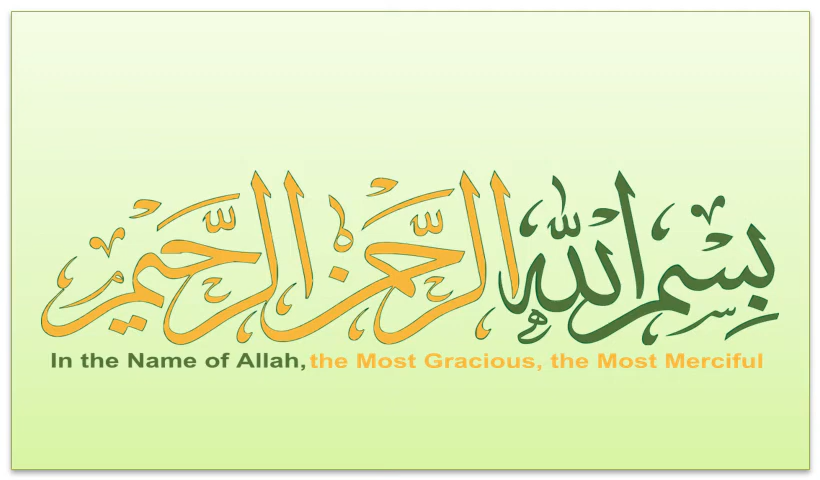 بسم الله الرحمن الرحيم
In the Name of Allah, the Most Gracious, the Most Merciful